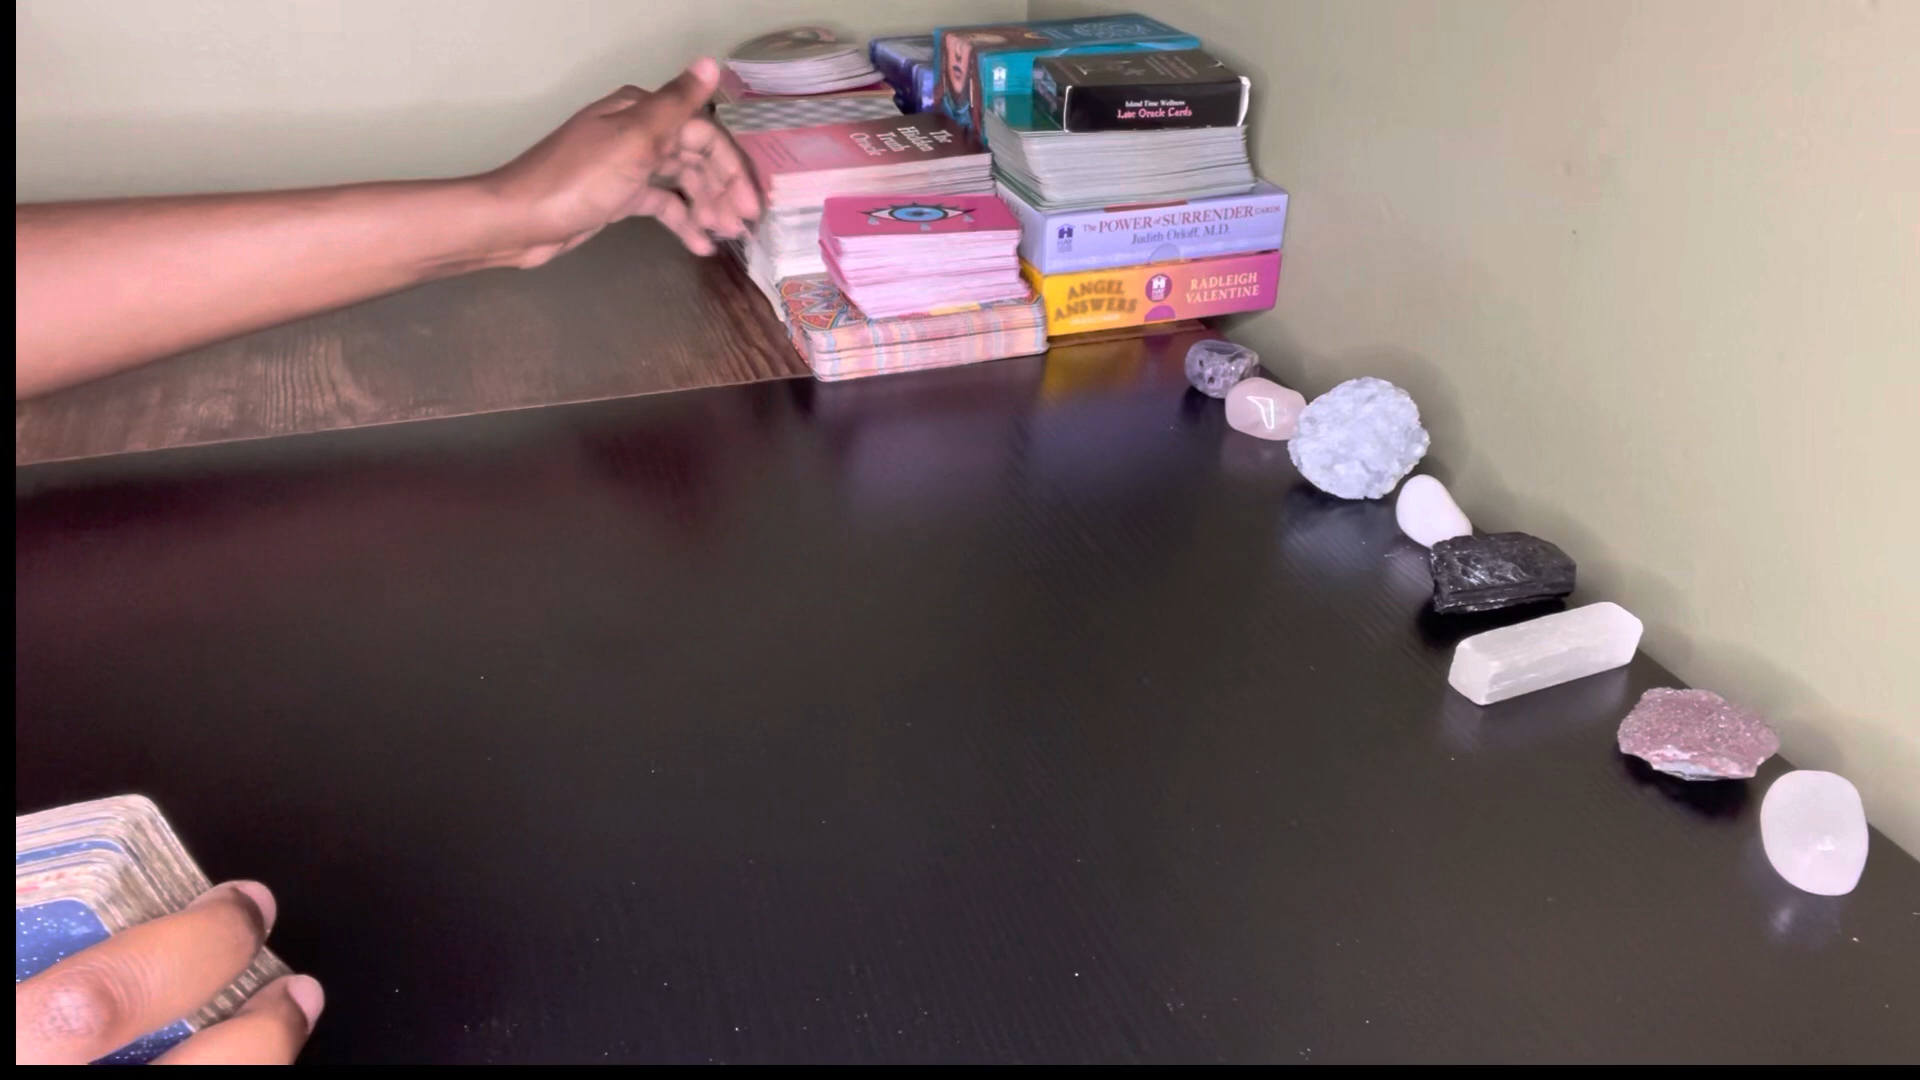 The
Hidden
Truth
Oracle
Island Time Wellness
Love Oracle Cards
The POWER of SURRENDER CARDS
Judith Orloff, M.D.
ANGEL
ANSWERS
RADLEIGH
VALENTINE